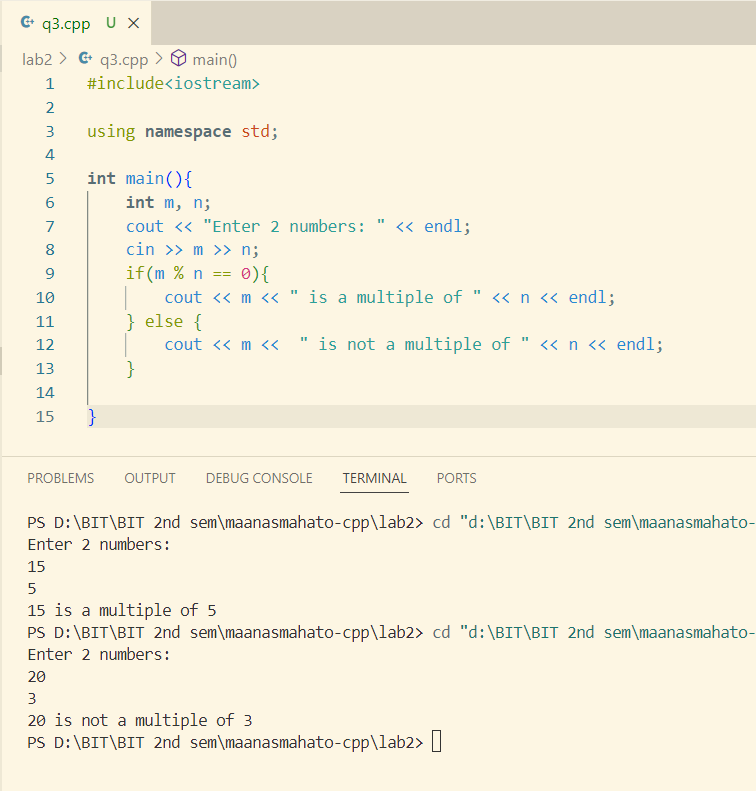 q3.cpp U
lab2 > q3.cpp > main()
1 #include<iostream>
2
3 using namespace std;
4
5 int main(){
6     int m, n;
7     cout << "Enter 2 numbers: " << endl;
8     cin >> m >> n;
9     if(m % n == 0){
10         cout << m << " is a multiple of " << n << endl;
11     } else {
12         cout << m <<  " is not a multiple of " << n << endl;
13     }
14
15 }
PROBLEMS OUTPUT DEBUG CONSOLE TERMINAL PORTS
PS D:\BIT\BIT 2nd sem\maanasmahato-cpp\lab2> cd "d:\BIT\BIT 2nd sem\maanasmahato-
Enter 2 numbers:
15
5
15 is a multiple of 5
PS D:\BIT\BIT 2nd sem\maanasmahato-cpp\lab2> cd "d:\BIT\BIT 2nd sem\maanasmahato-
Enter 2 numbers:
20
3
20 is not a multiple of 3
PS D:\BIT\BIT 2nd sem\maanasmahato-cpp\lab2>